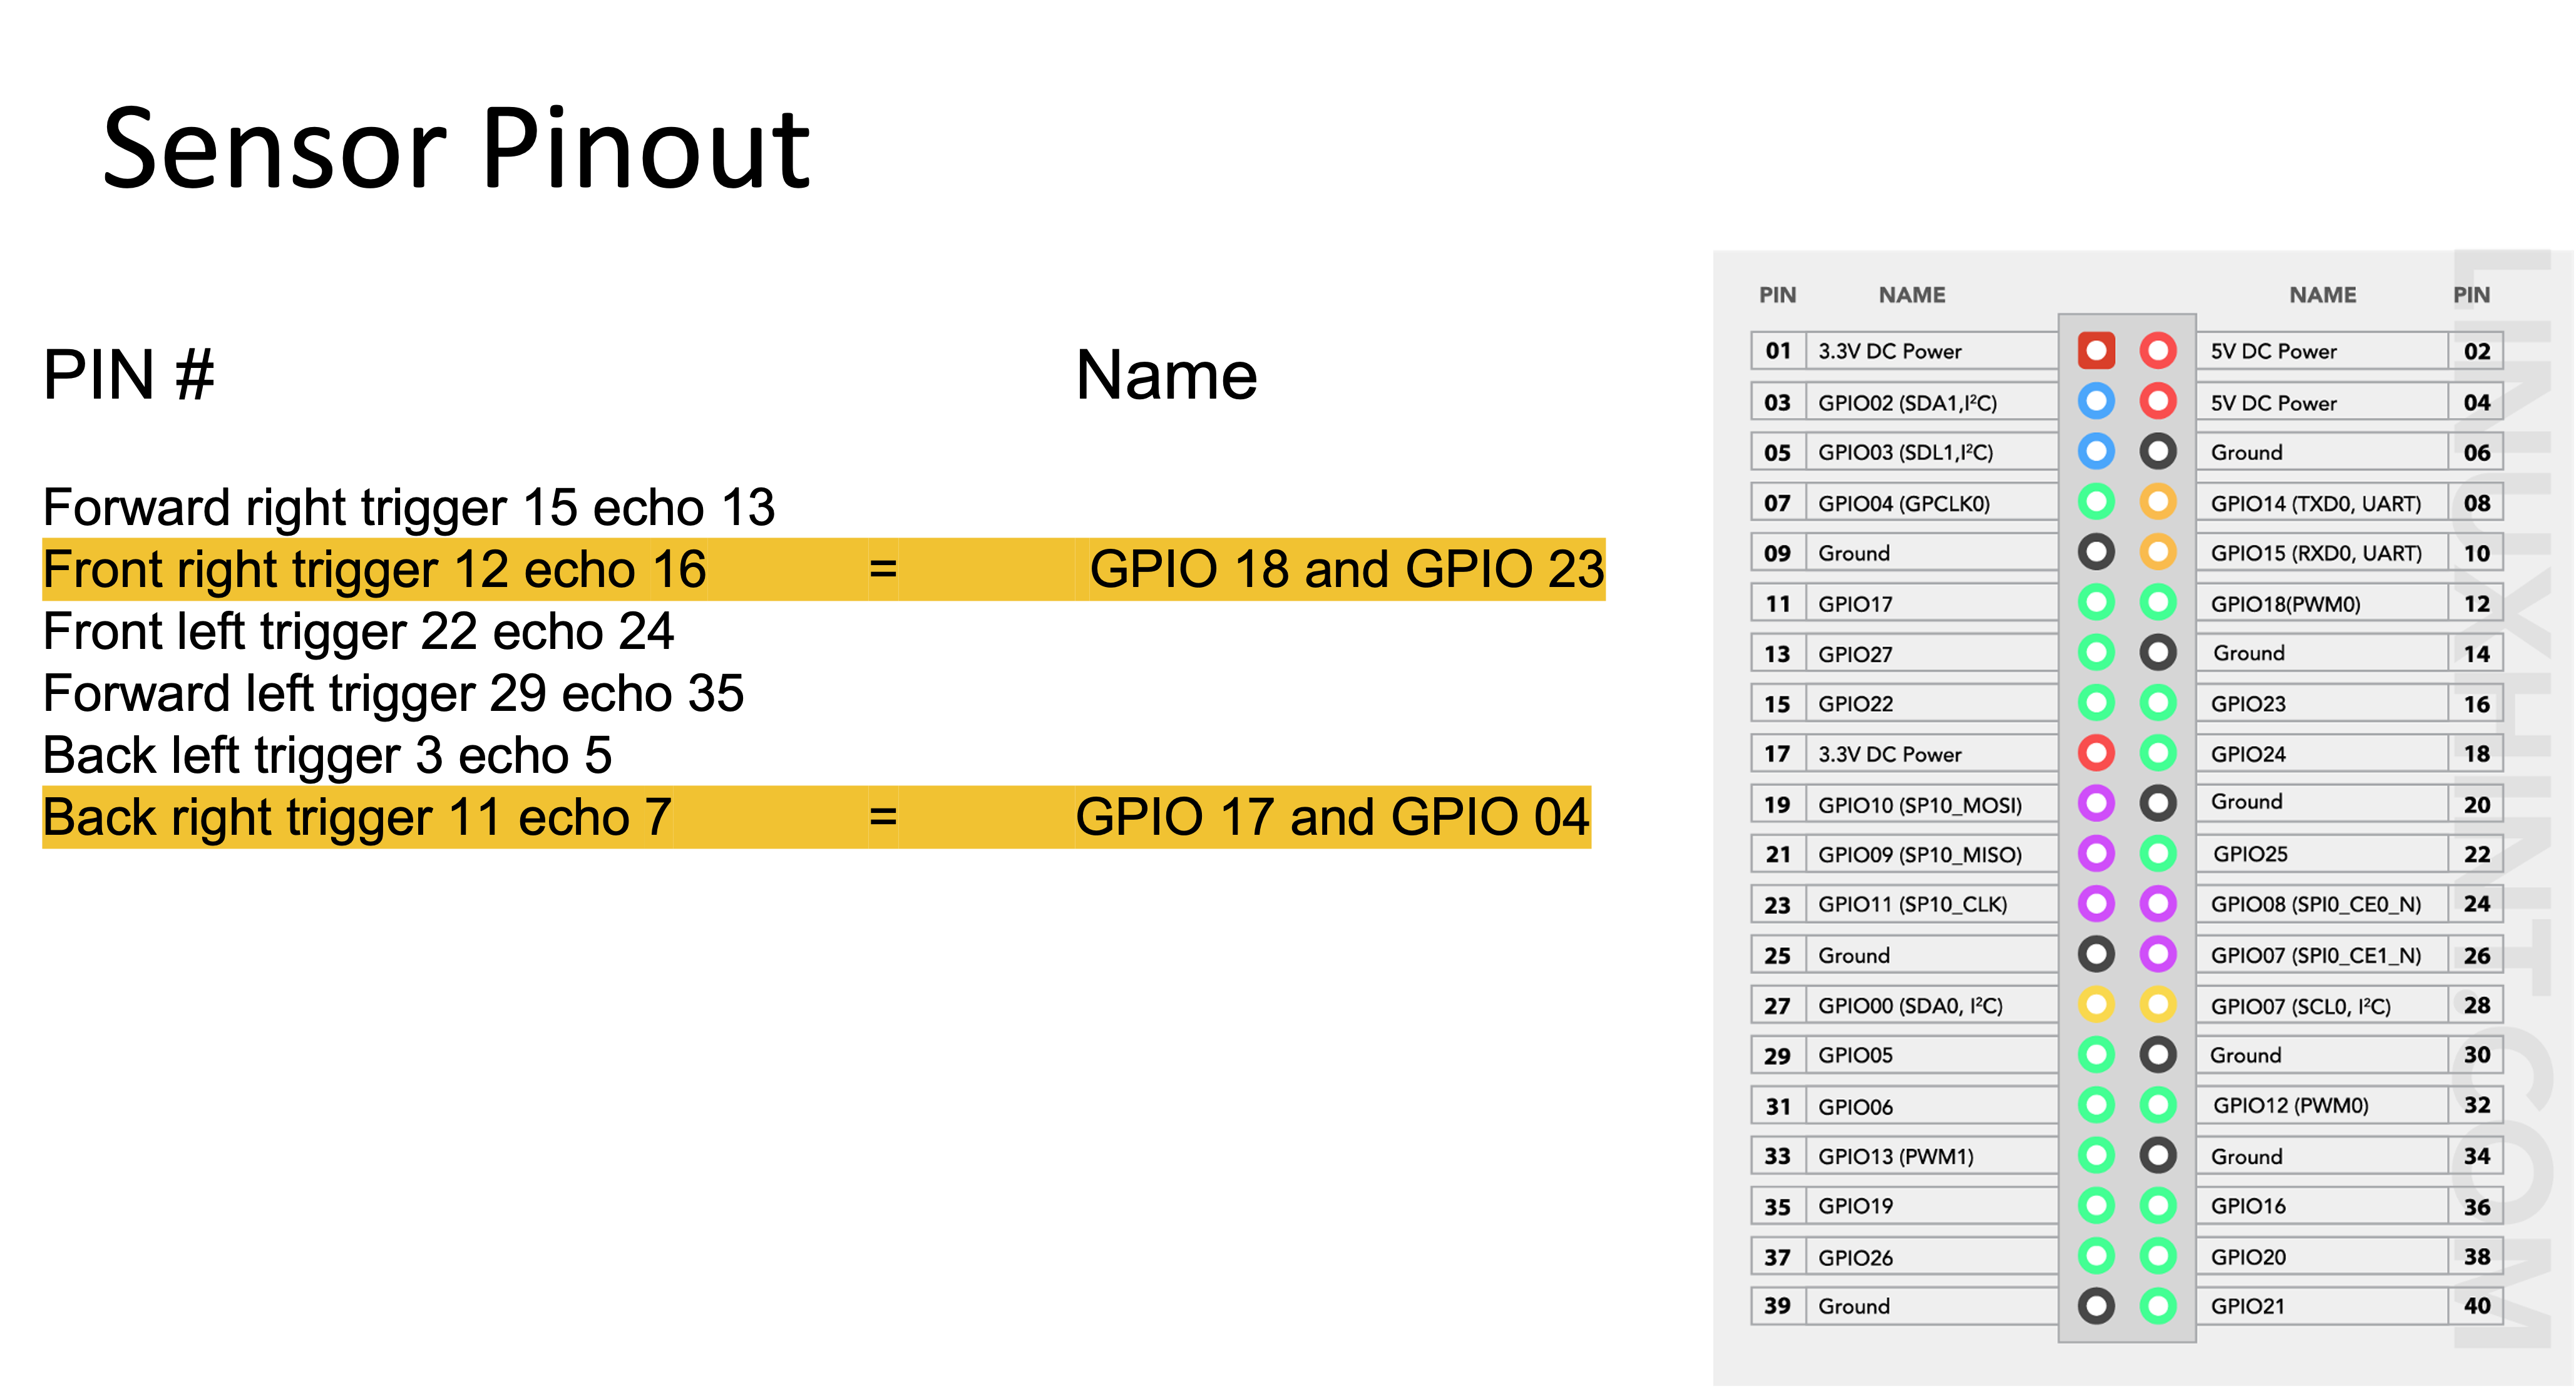 Sensor Pinout
PIN # Name
Forward right trigger 15 echo 13
Front right trigger 12 echo 16 = GPIO 18 and GPIO 23
Front left trigger 22 echo 24
Forward left trigger 29 echo 35
Back left trigger 3 echo 5
Back right trigger 11 echo 7 = GPIO 17 and GPIO 04
PIN NAME NAME PIN
01 3.3V DC Power 5V DC Power 02
03 GPIO02 (SDA1,I²C) 5V DC Power 04
05 GPIO03 (SDL1,I²C) Ground 06
07 GPIO04 (GPCLK0) GPIO14 (TXD0, UART) 08
09 Ground GPIO15 (RXD0, UART) 10
11 GPIO17 GPIO18(PWM0) 12
13 GPIO27 Ground 14
15 GPIO22 GPIO23 16
17 3.3V DC Power GPIO24 18
19 GPIO10 (SP10_MOSI) Ground 20
21 GPIO09 (SP10_MISO) GPIO25 22
23 GPIO11 (SP10_CLK) GPIO08 (SPI0_CE0_N) 24
25 Ground GPIO07 (SPI0_CE1_N) 26
27 GPIO00 (SDA0, I²C) GPIO07 (SCL0, I²C) 28
29 GPIO05 Ground 30
31 GPIO06 GPIO12 (PWM0) 32
33 GPIO13 (PWM1) Ground 34
35 GPIO19 GPIO16 36
37 GPIO26 GPIO20 38
39 Ground GPIO21 40
LINUXHINT.COM